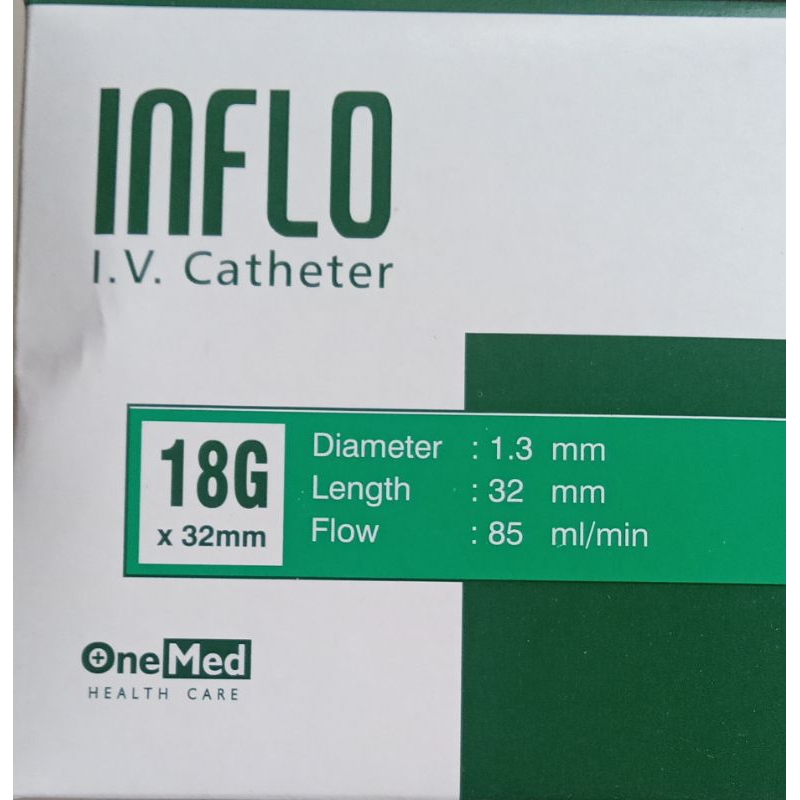 INFLO
I.V. Catheter
18G
x 32mm
Diameter : 1.3 mm
Length : 32 mm
Flow : 85 ml/min
OneMed
HEALTH CARE